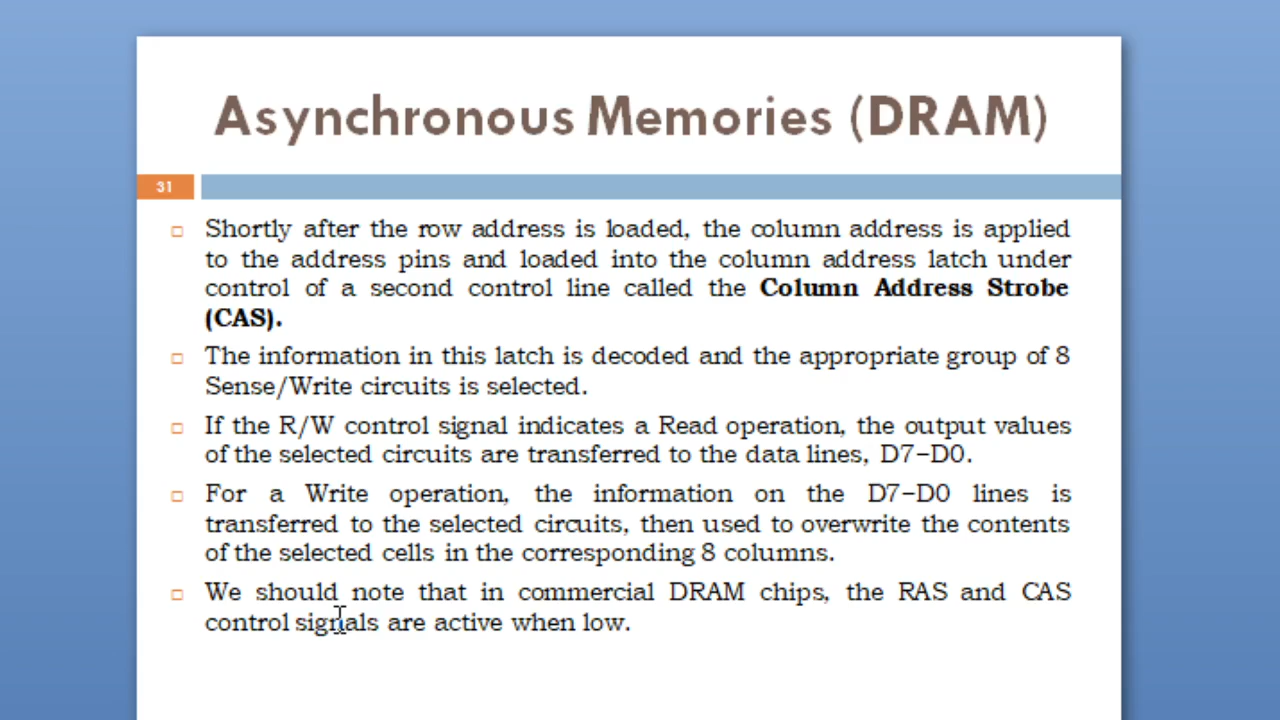 Asynchronous Memories (DRAM)
31
Shortly after the row address is loaded, the column address is applied
to the address pins and loaded into the column address latch under
control of a second control line called the Column Address Strobe
(CAS).
The information in this latch is decoded and the appropriate group of 8
Sense/Write circuits is selected.
If the R/W control signal indicates a Read operation, the output values
of the selected circuits are transferred to the data lines, D7−D0.
For a Write operation, the information on the D7−D0 lines is
transferred to the selected circuits, then used to overwrite the contents
of the selected cells in the corresponding 8 columns.
We should note that in commercial DRAM chips, the RAS and CAS
control signals are active when low.